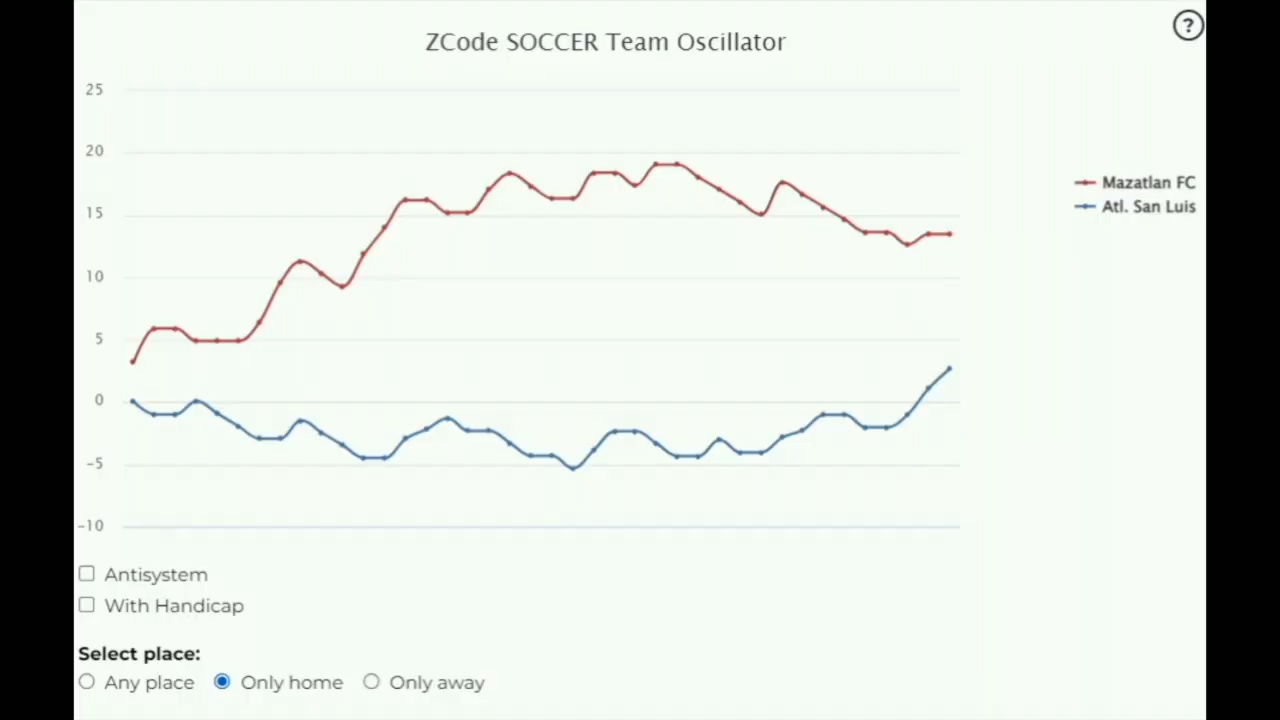 ?
ZCode SOCCER Team Oscillator
25
20
15
10
5
0
-5
-10
Mazatlan FC
Atl. San Luis
Antisystem
With Handicap
Select place:
Any place Only home Only away